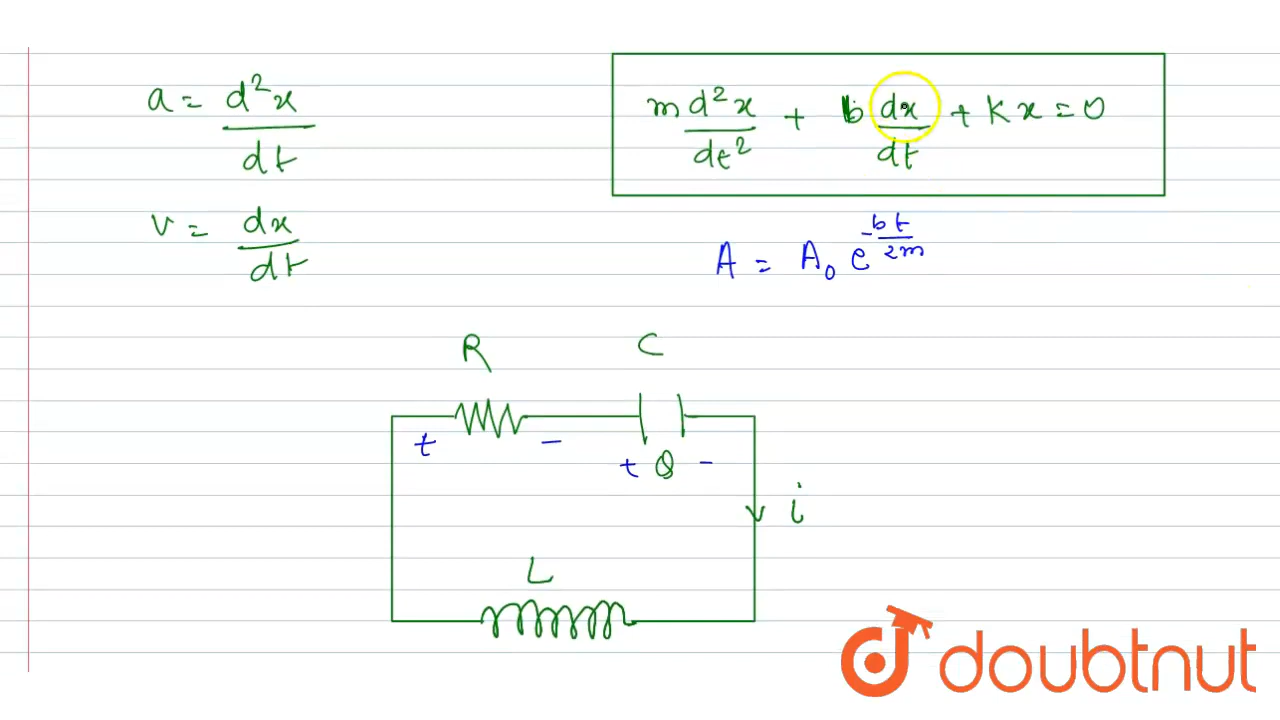 a = d²x/dt
m d²x/dt² + b dx/dt + Kx = 0
v = dx/dt
A = A₀ e^(-bt/2m)
R
C
+ -
+ Q -
i
L
doubtnut